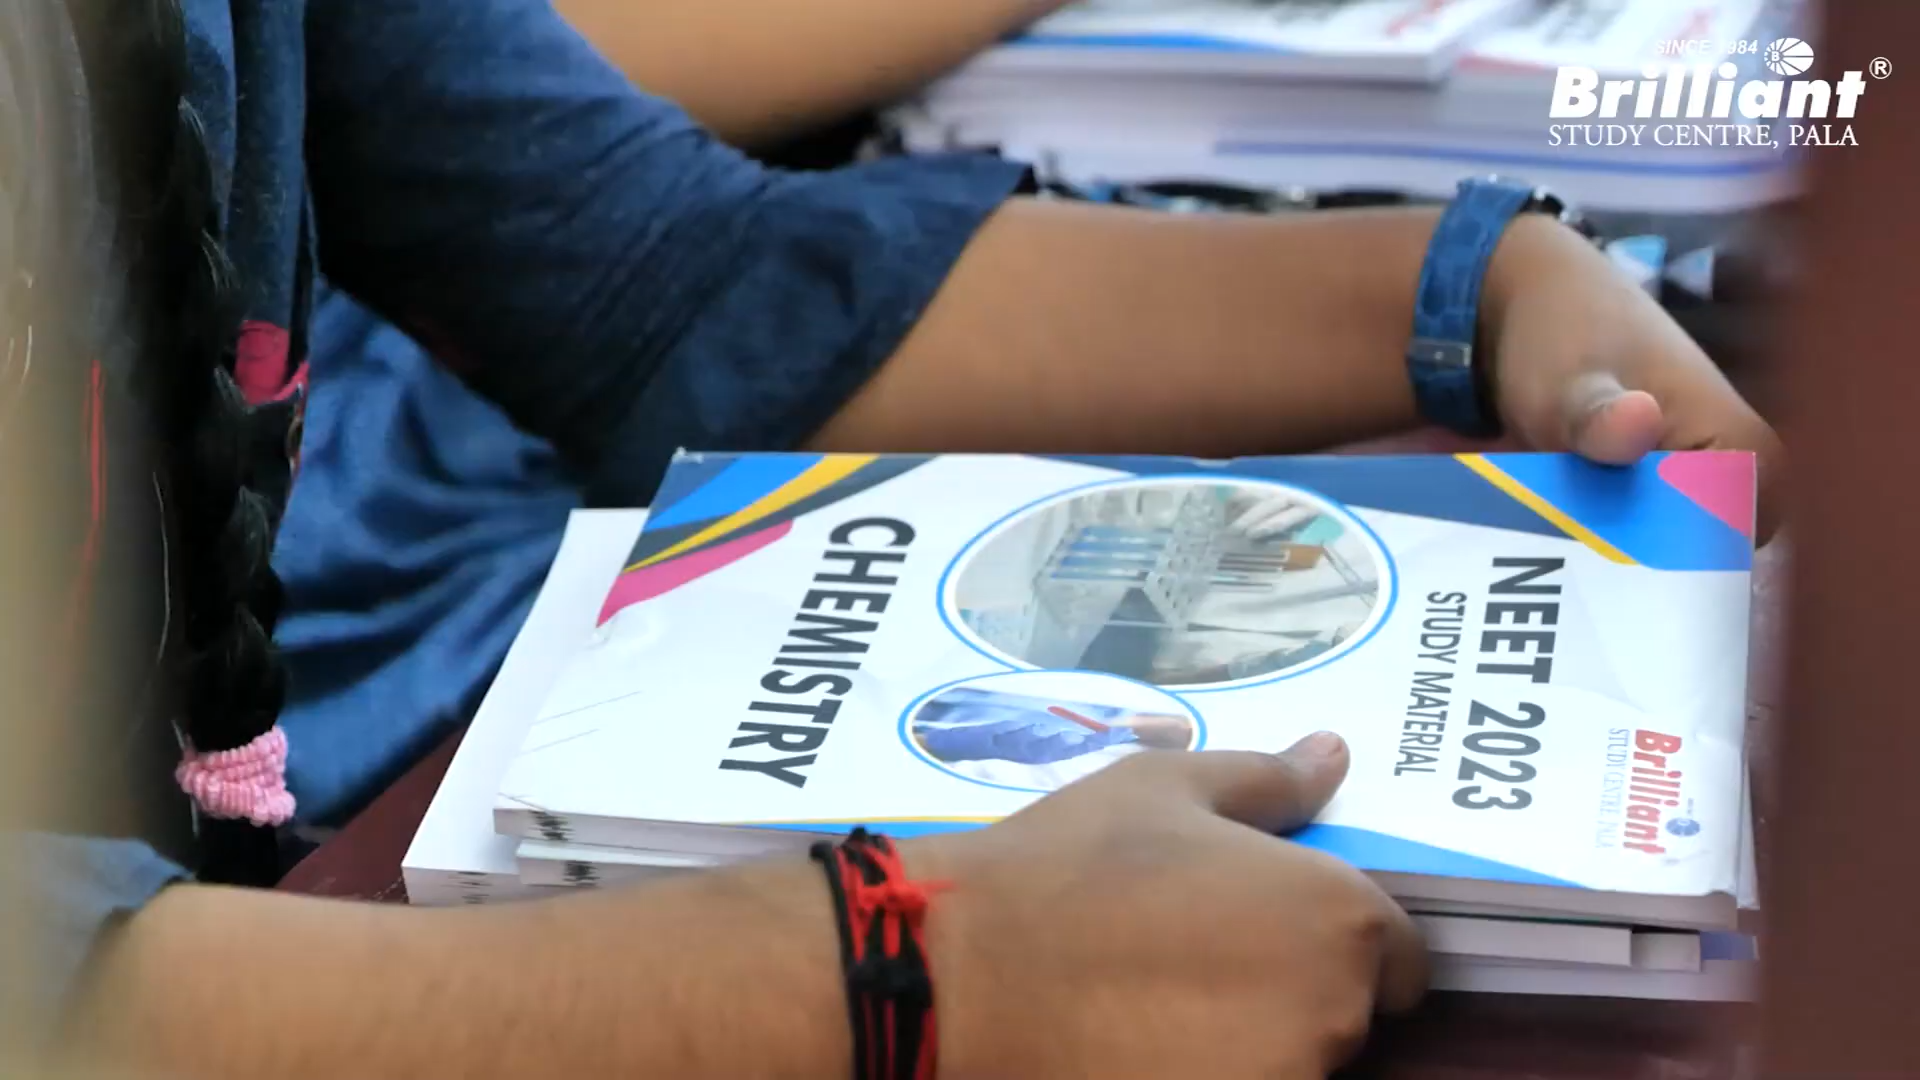 SINCE 1984
Brilliant®
STUDY CENTRE, PALA
NEET 2023
STUDY MATERIAL
CHEMISTRY
Brilliant
STUDY CENTRE PALA